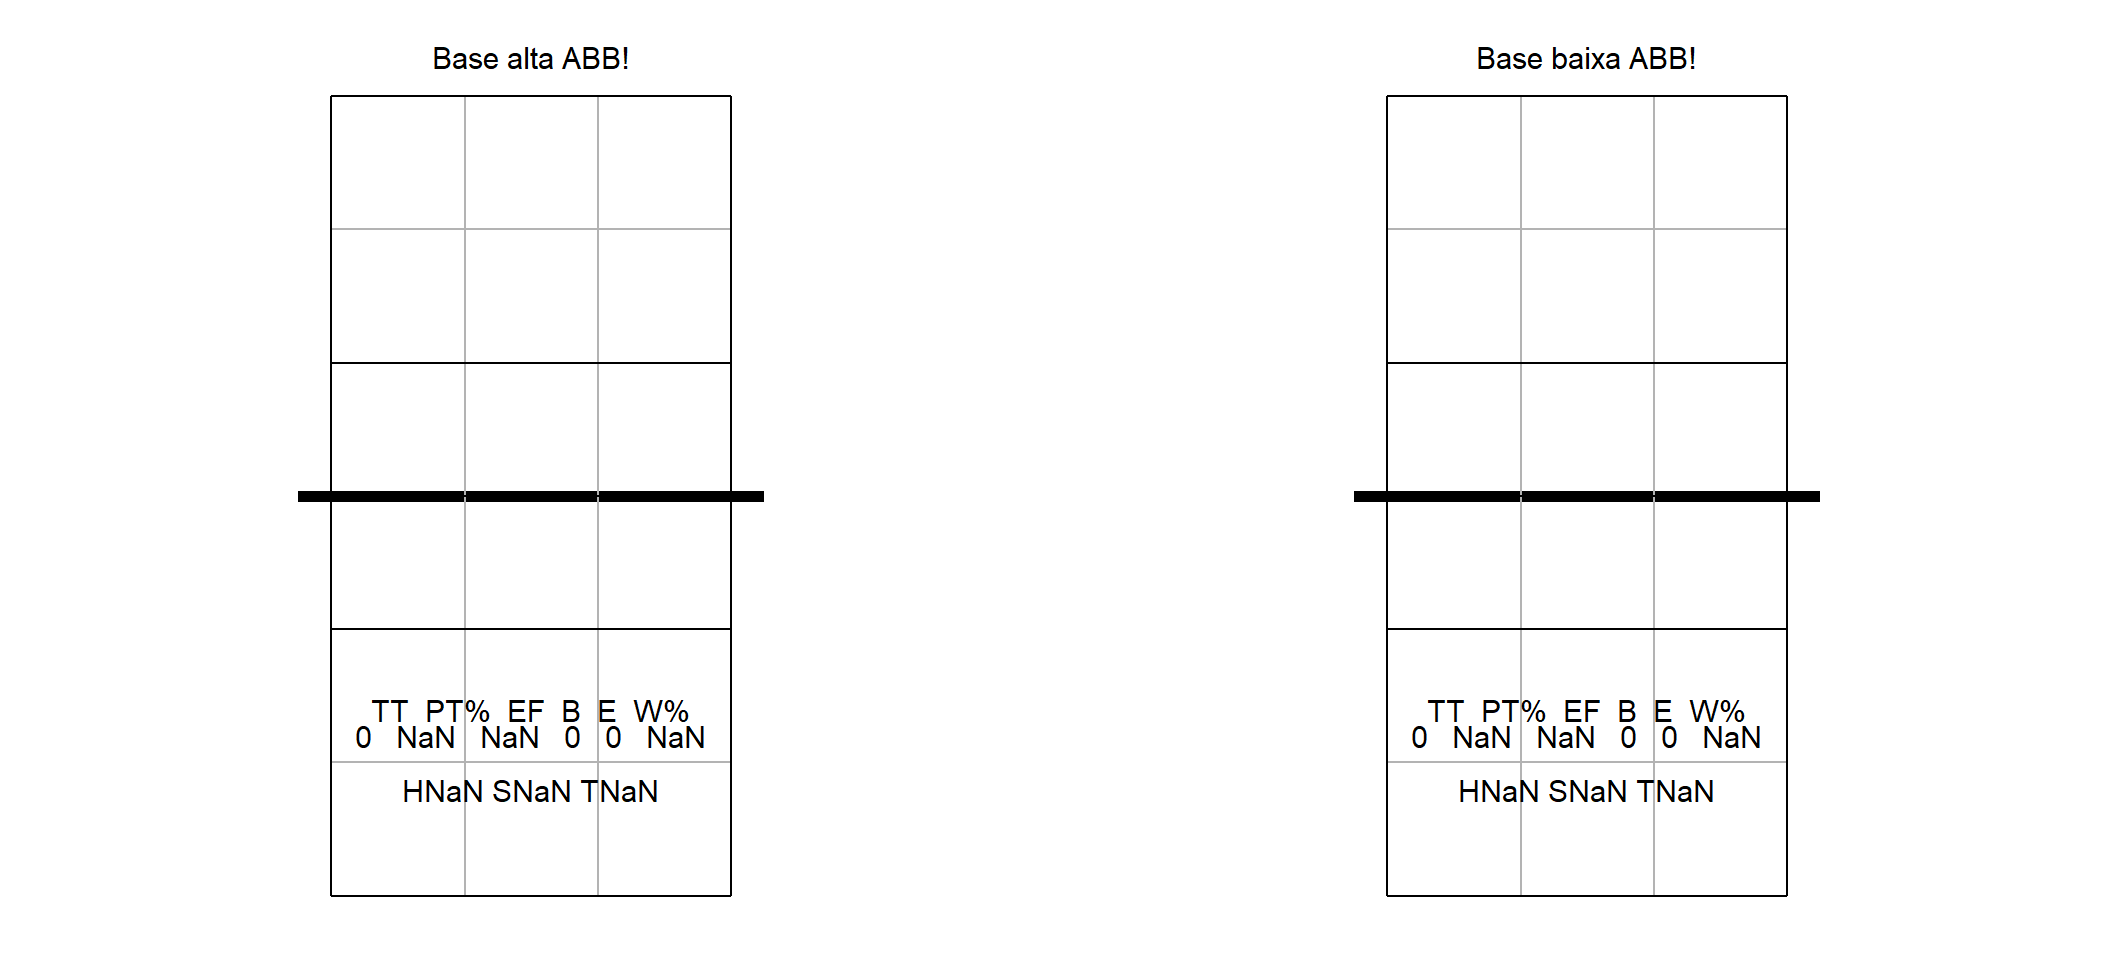 Base alta ABB!
TT PT% EF B E W%
0 NaN NaN 0 0 NaN
HNaN SNaN TNaN
Base baixa ABB!
TT PT% EF B E W%
0 NaN NaN 0 0 NaN
HNaN SNaN TNaN